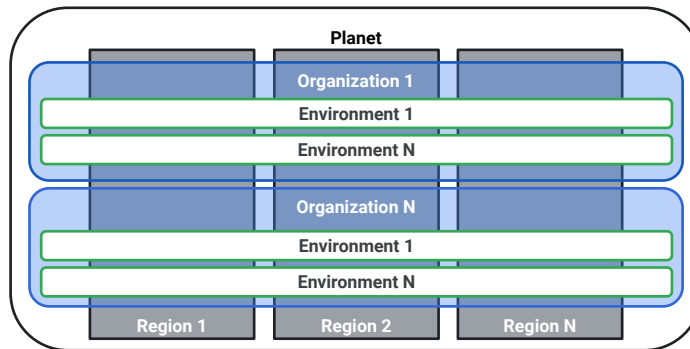 Planet
Organization 1
Environment 1
Environment N
Organization N
Environment 1
Environment N
Region 1
Region 2
Region N